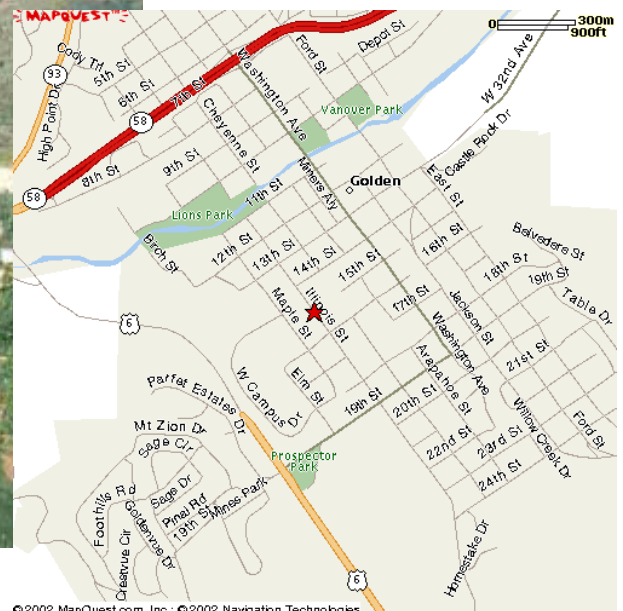 MAPQUEST
TM
0
300m
900ft
Cody Trl
5th St
6th St
7th St
93
High Point Dr
58
8th St
9th St
58
Ford St
Depot St
Washington Ave
Cheyenne St
Vanover Park
W 32nd Ave
Castle Rock Dr
Golden
East St
Miners Aly
11th St
Lions Park
Birch St
12th St
13th St
14th St
15th St
16th St
Belvedere St
18th St
19th St
Table Dr
Illinois St
Maple St
17th St
Jackson St
Washington Ave
6
Arapahoe St
21st St
Parfet Estates Dr
W Campus Dr
Elm St
19th St
20th St
Willow Creek Dr
Ford St
Mt Zion Dr
Sage Cir
22nd St
23rd St
24th St
Prospector
Park
Foothills Rd
Sage Dr
Pinal Rd
19th St
Mines Park
Goldenvue Dr
Crestvue Cir
Homestake Dr
6
©2002 MapQuest.com, Inc.; ©2002 Navigation Technologies